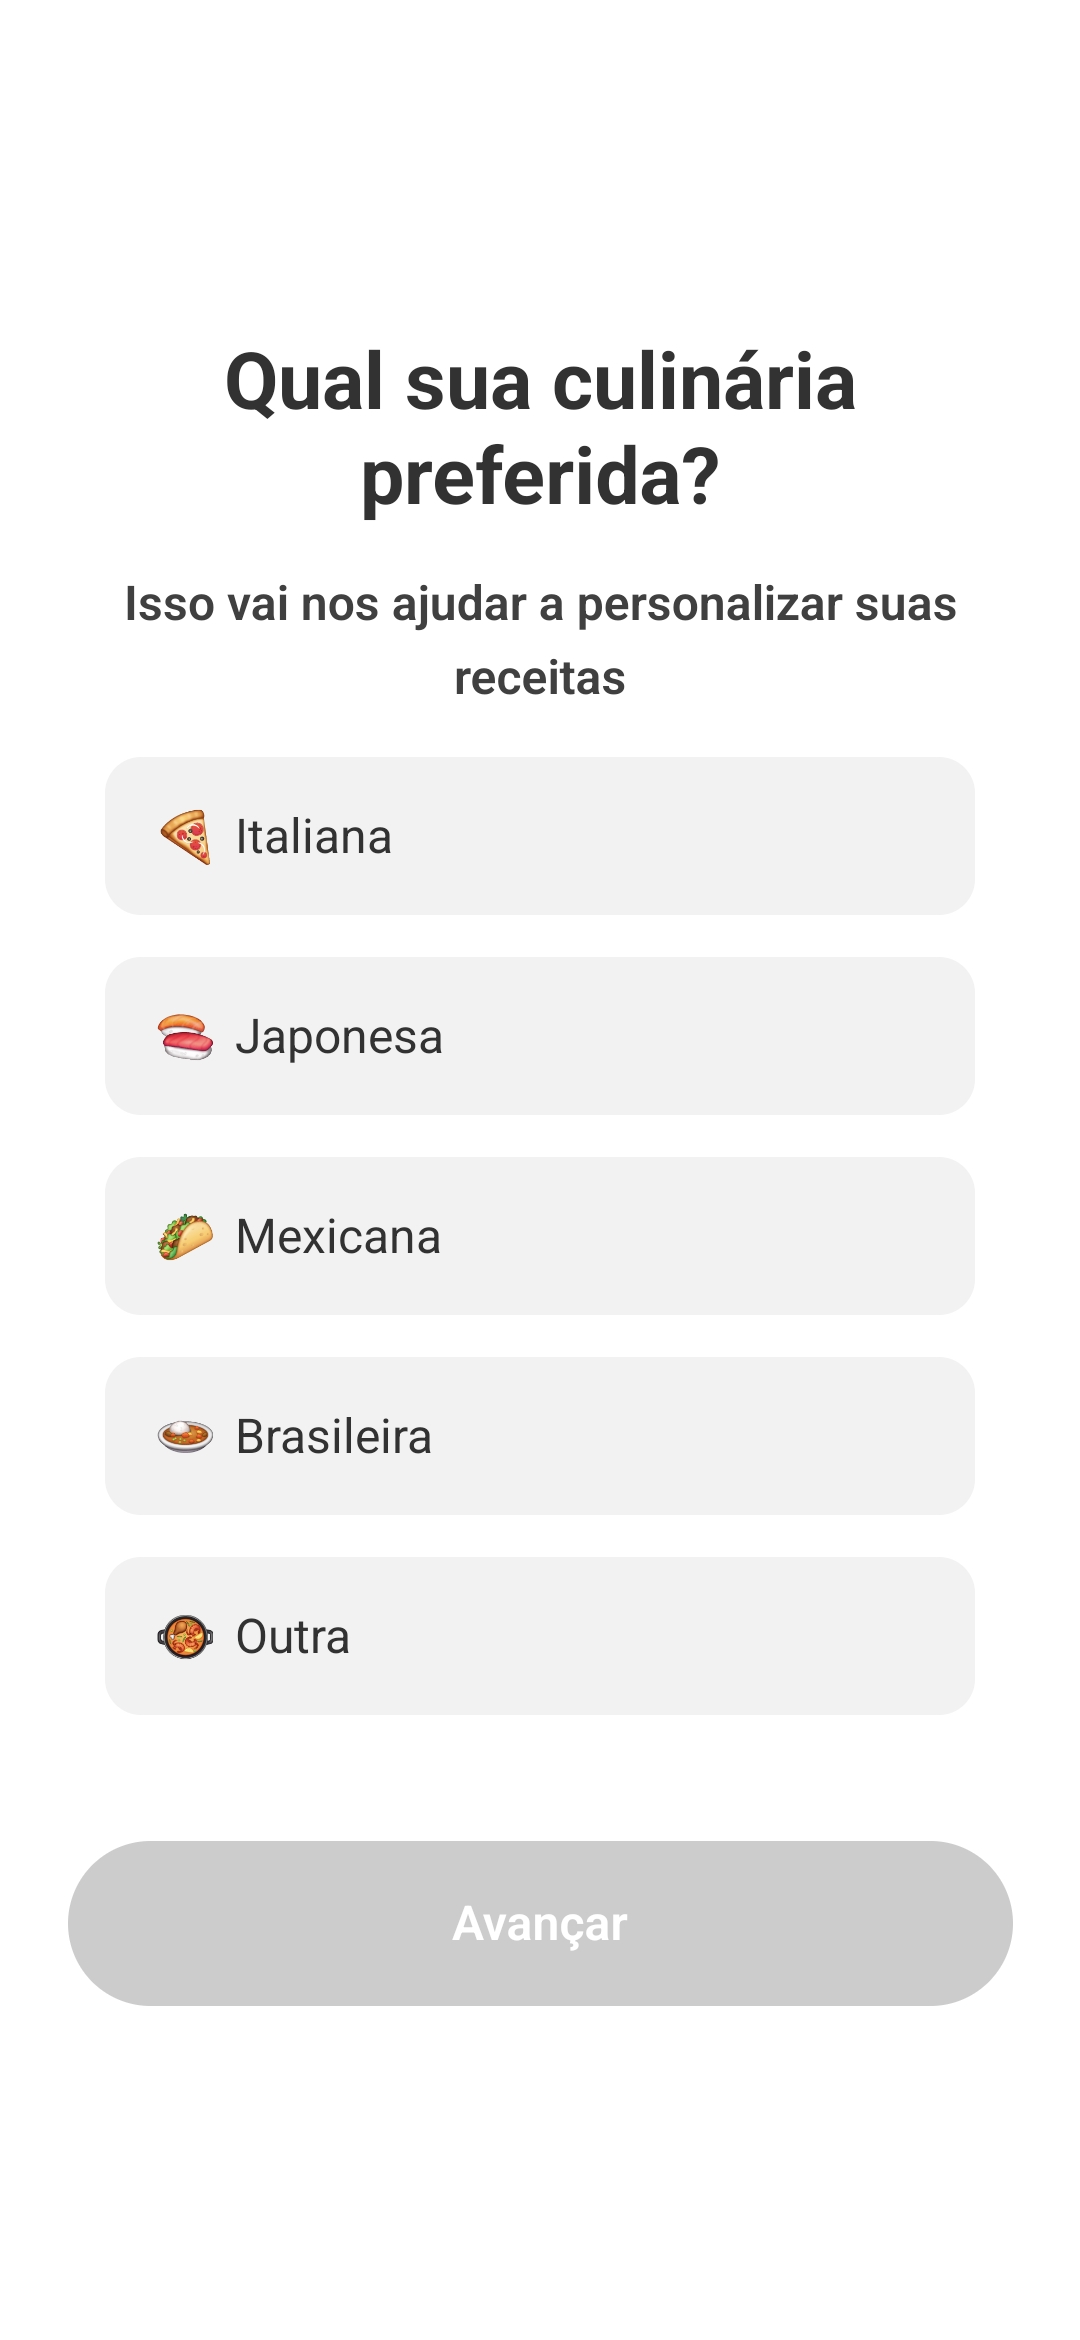 Qual sua culinária
preferida?
Isso vai nos ajudar a personalizar suas
receitas
Italiana
Japonesa
Mexicana
Brasileira
Outra
Avançar